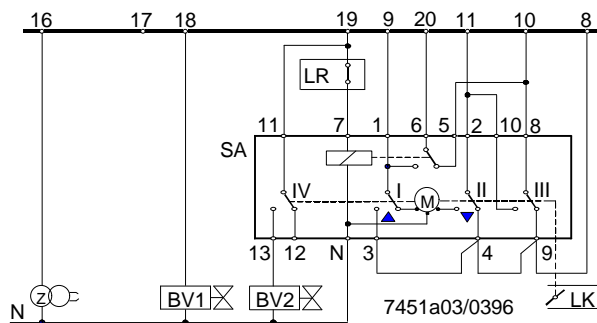 16 17 18 19 9 20 11 10 8
LR
11 7 1 6 5 2 10 8
SA
IV I M II III
13 12 N 3 4 9
Z BV1 BV2 7451a03/0396 LK
N